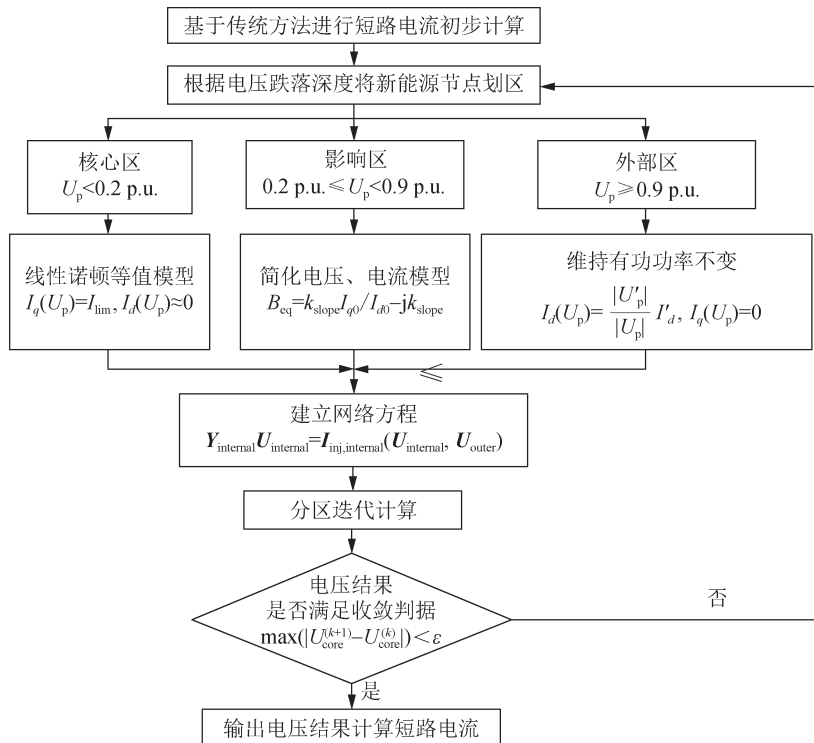 基于传统方法进行短路电流初步计算
根据电压跌落深度将新能源节点划区
核心区
U_p<0.2 p.u.
影响区
0.2 p.u.≤U_p<0.9 p.u.
外部区
U_p≥0.9 p.u.
线性诺顿等值模型
I_q(U_p)=I_lim, I_d(U_p)≈0
简化电压、电流模型
B_eq=k_slope I_q0/I_d0−jk_slope
维持有功功率不变
I_d(U_p)=|U′_p|/|U_p| I′_d, I_q(U_p)=0
≤
建立网络方程
Y_internal U_internal=I_inj,internal(U_internal, U_outer)
分区迭代计算
电压结果
是否满足收敛判据
max(|U_core^(k+1)−U_core^(k)|)<ε
否
是
输出电压结果计算短路电流